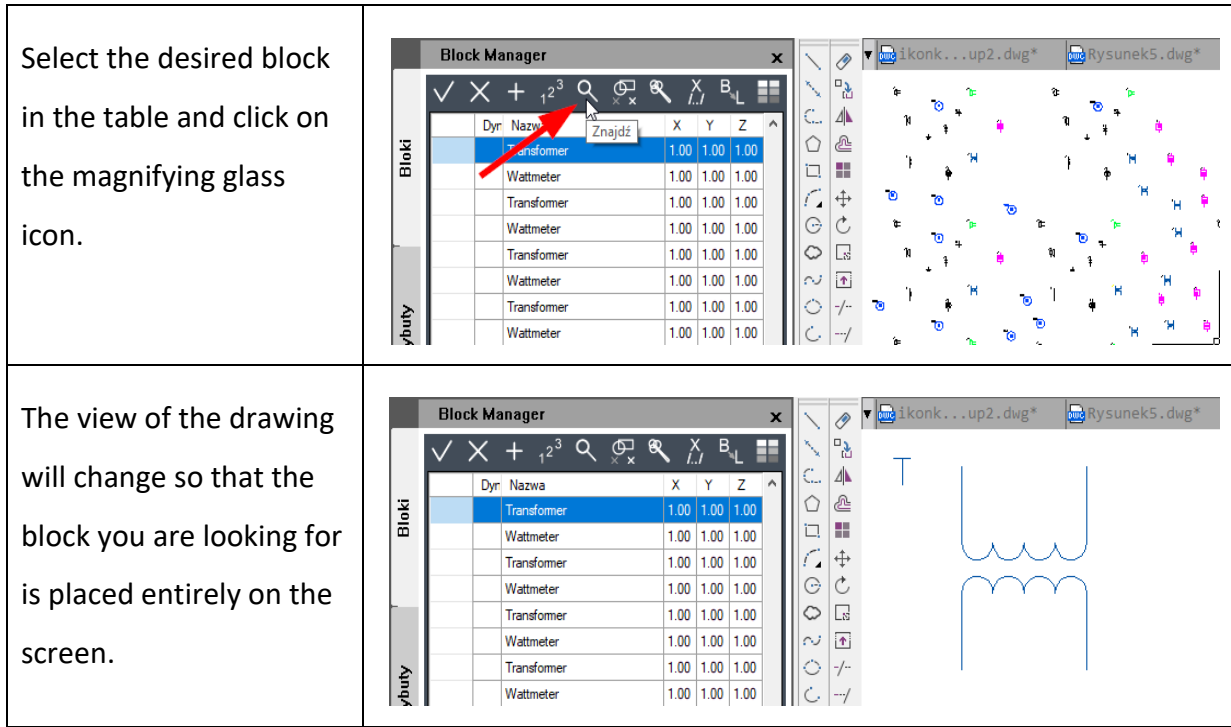 Select the desired block
in the table and click on
the magnifying glass
icon.
Block Manager x
ikonk...up2.dwg* Rysunek5.dwg*
Znajdź
Bloki
Dyr X Y Z
Transformer 1.00 1.00 1.00
Wattmeter 1.00 1.00 1.00
Transformer 1.00 1.00 1.00
Wattmeter 1.00 1.00 1.00
Transformer 1.00 1.00 1.00
Wattmeter 1.00 1.00 1.00
Transformer 1.00 1.00 1.00
Wattmeter 1.00 1.00 1.00
The view of the drawing
will change so that the
block you are looking for
is placed entirely on the
screen.
Block Manager x
ikonk...up2.dwg* Rysunek5.dwg*
Bloki
Dyr Nazwa X Y Z
Transformer 1.00 1.00 1.00
Wattmeter 1.00 1.00 1.00
Transformer 1.00 1.00 1.00
Wattmeter 1.00 1.00 1.00
Transformer 1.00 1.00 1.00
Wattmeter 1.00 1.00 1.00
Transformer 1.00 1.00 1.00
Wattmeter 1.00 1.00 1.00
T